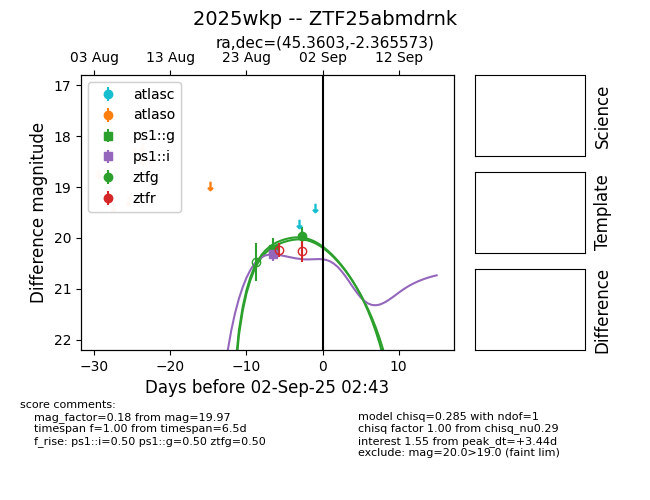 2025wkp -- ZTF25abmdrnk
ra,dec=(45.3603,-2.365573)
03 Aug 13 Aug 23 Aug 02 Sep 12 Sep
17
18
19
20
21
22
Difference magnitude
atlasc
atlaso
ps1::g
ps1::i
ztfg
ztfr
−30 −20 −10 0 10
Days before 02-Sep-25 02:43
Science
Template
Difference
score comments:
mag_factor=0.18 from mag=19.97
timespan f=1.00 from timespan=6.5d
f_rise: ps1::i=0.50 ps1::g=0.50 ztfg=0.50
model chisq=0.285 with ndof=1
chisq factor 1.00 from chisq_nu0.29
interest 1.55 from peak_dt=+3.44d
exclude: mag=20.0>19.0 (faint lim)